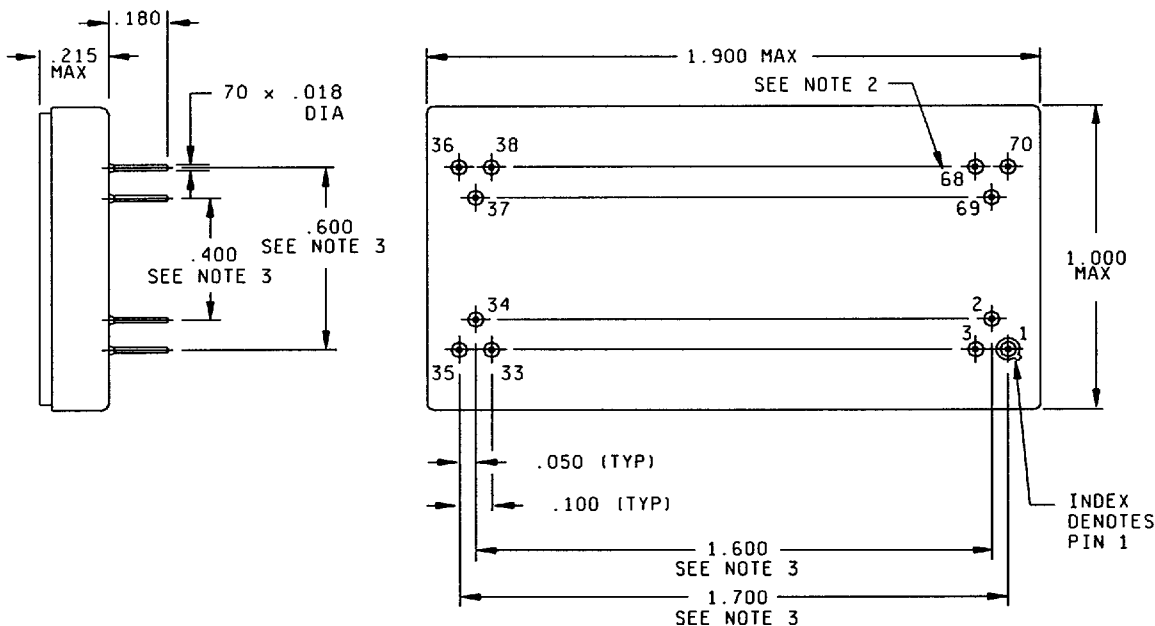 .180
.215
MAX
70 × .018
DIA
.600
SEE NOTE 3
.400
SEE NOTE 3
1.900 MAX
SEE NOTE 2
36
38
68
70
37
69
1.000
MAX
34
2
3
1
35
33
.050 (TYP)
.100 (TYP)
INDEX
DENOTES
PIN 1
1.600
SEE NOTE 3
1.700
SEE NOTE 3